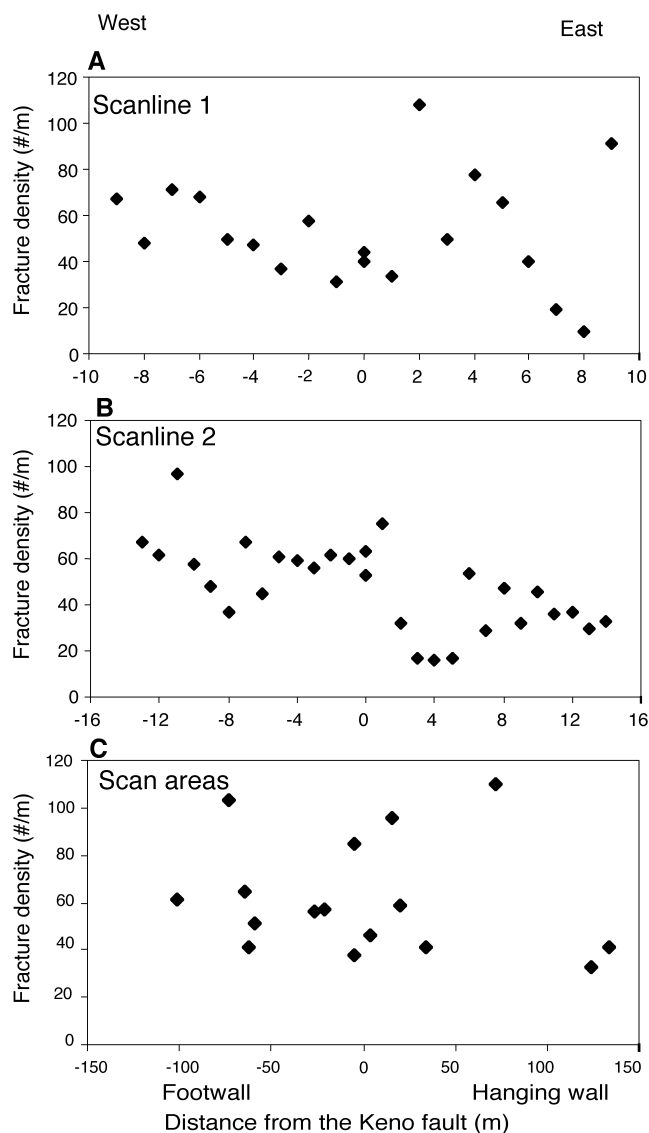 West
East
A
120
Scanline 1
100
80
60
40
20
0
Fracture density (#/m)
-10 -8 -6 -4 -2 0 2 4 6 8 10
B
120
Scanline 2
100
80
60
40
20
0
Fracture density (#/m)
-16 -12 -8 -4 0 4 8 12 16
C
120
Scan areas
100
80
60
40
20
0
Fracture density (#/m)
-150 -100 -50 0 50 100 150
Footwall Hanging wall
Distance from the Keno fault (m)